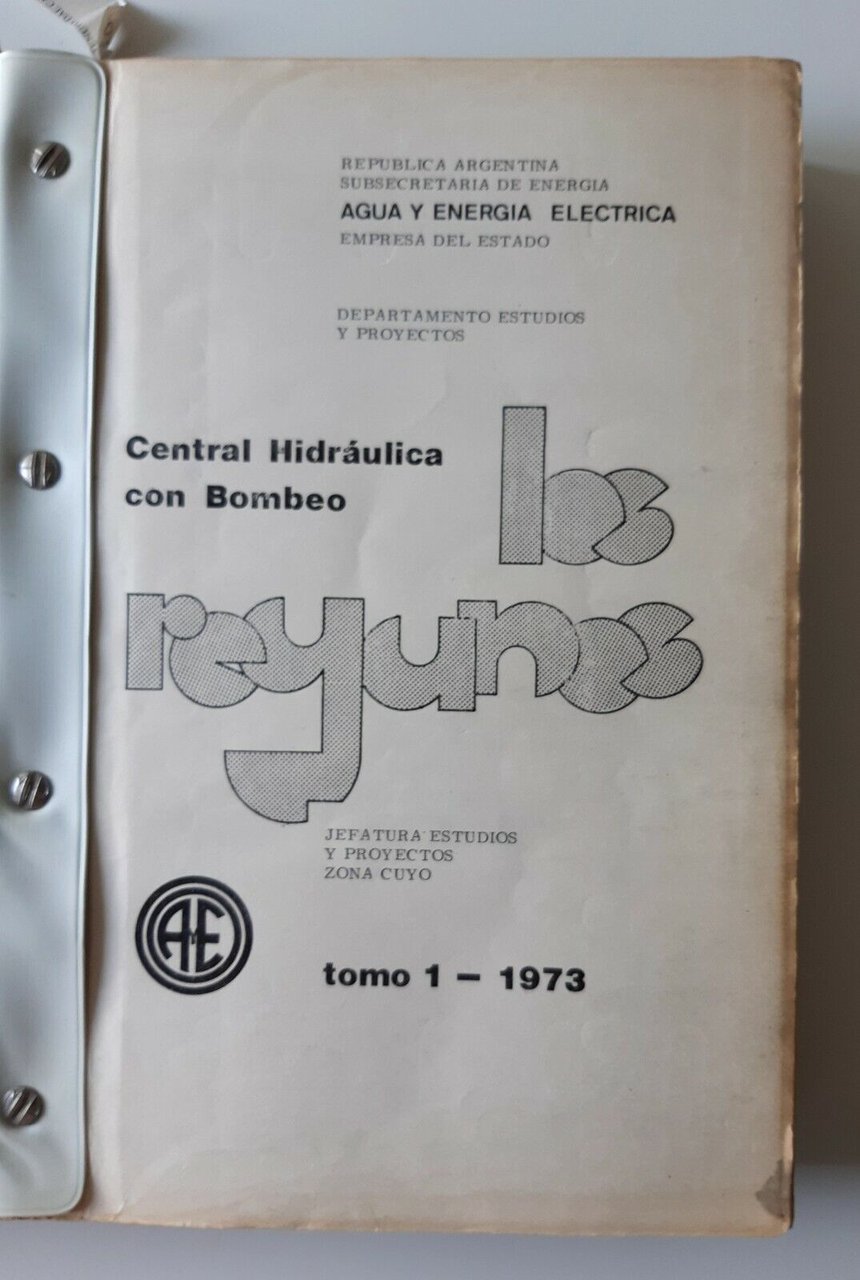 REPUBLICA ARGENTINA
SUBSECRETARIA DE ENERGIA
AGUA Y ENERGIA ELECTRICA
EMPRESA DEL ESTADO
DEPARTAMENTO ESTUDIOS
Y PROYECTOS
Central Hidráulica
con Bombeo
los
reyunos
JEFATURA ESTUDIOS
Y PROYECTOS
ZONA CUYO
AyE
tomo 1 – 1973